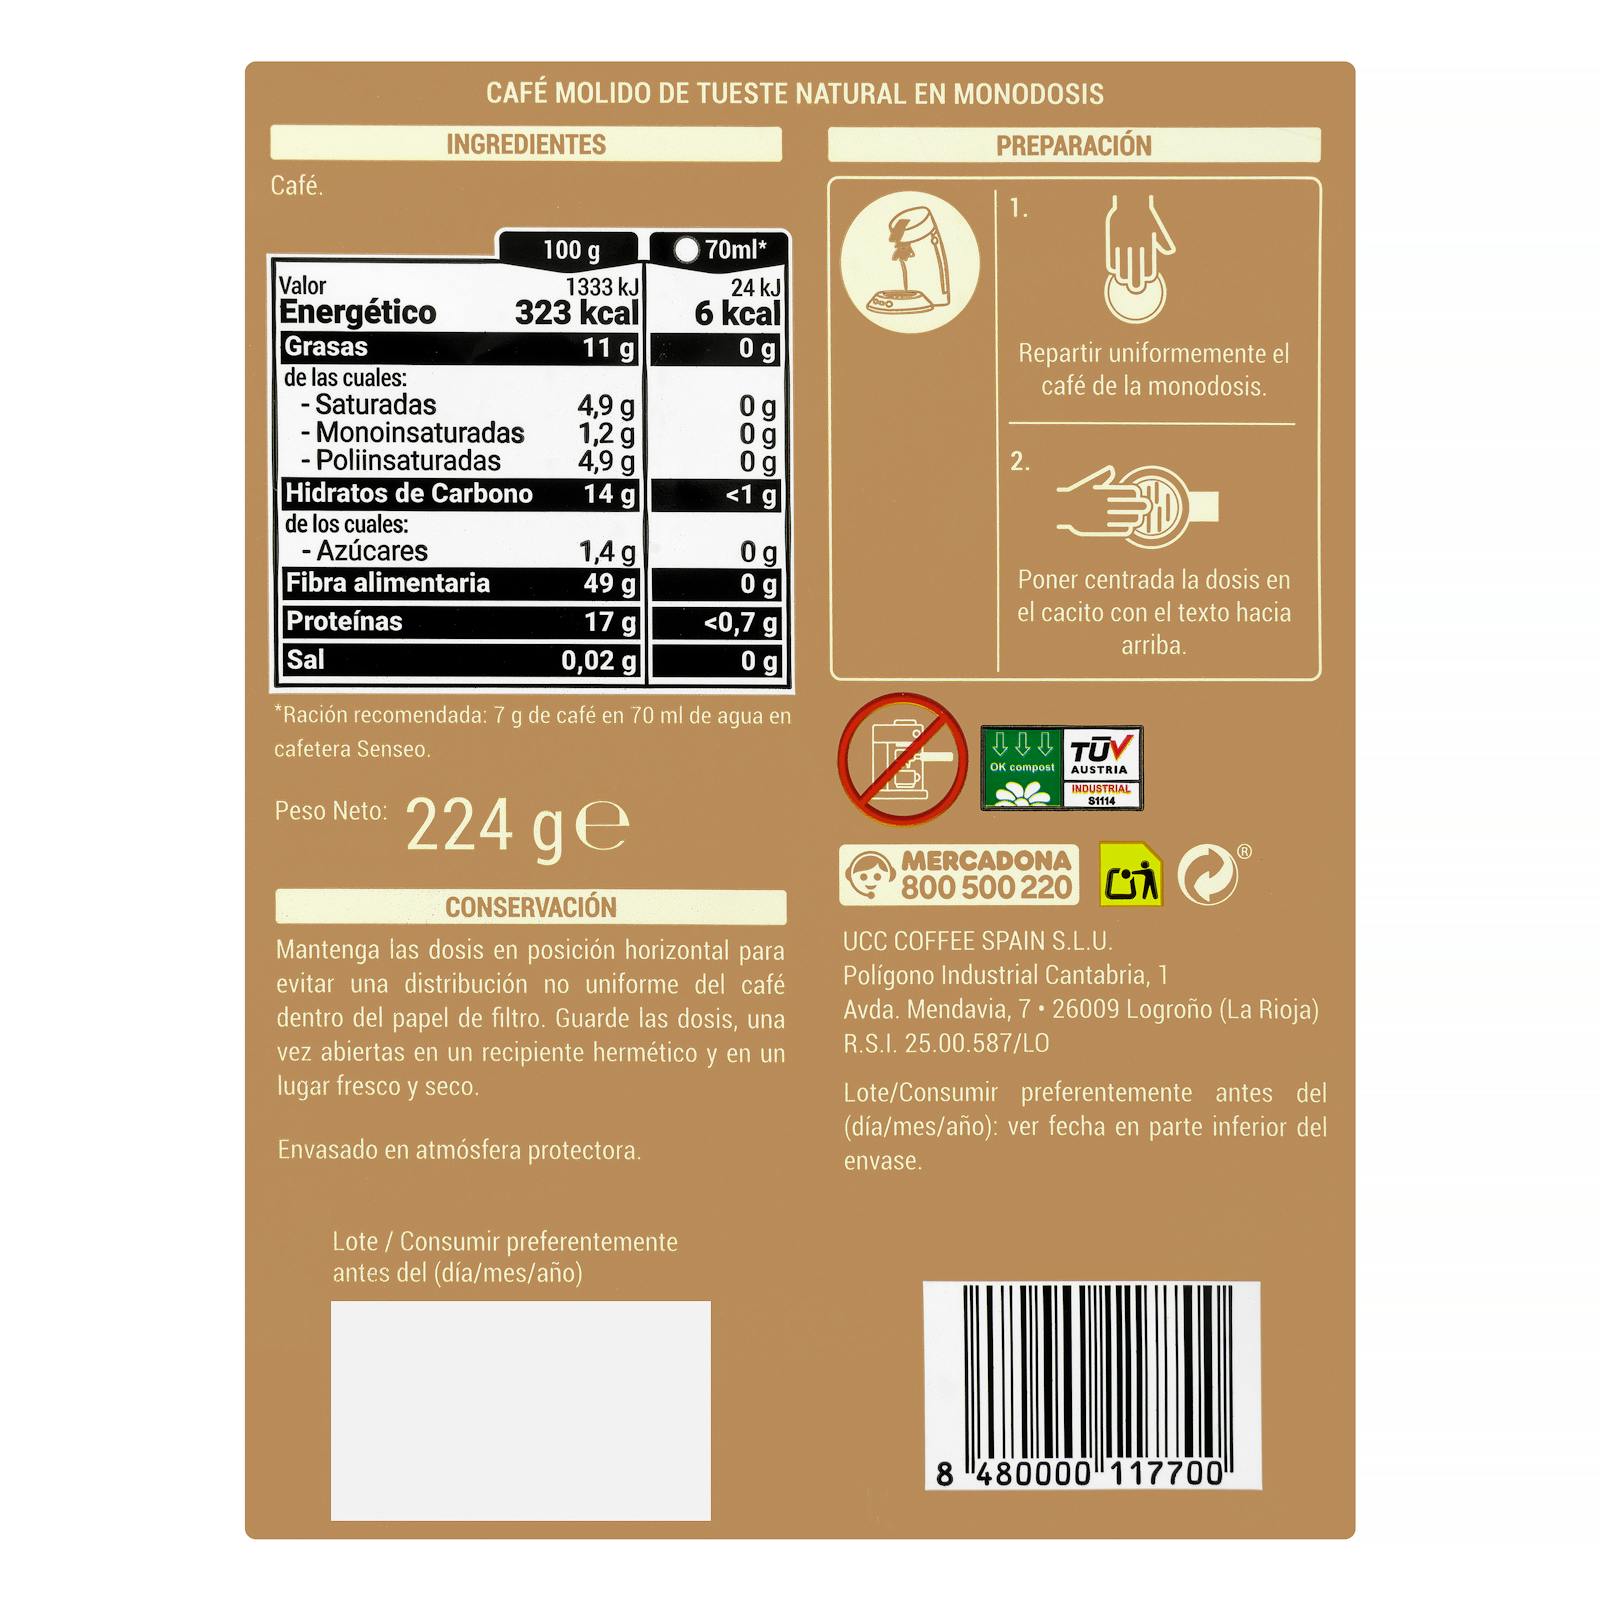 CAFÉ MOLIDO DE TUESTE NATURAL EN MONODOSIS
INGREDIENTES
Café.
100 g 70ml*
Valor 1333 kJ 24 kJ
Energético 323 kcal 6 kcal
Grasas 11 g 0 g
de las cuales:
- Saturadas 4,9 g 0 g
- Monoinsaturadas 1,2 g 0 g
- Poliinsaturadas 4,9 g 0 g
Hidratos de Carbono 14 g <1 g
de los cuales:
- Azúcares 1,4 g 0 g
Fibra alimentaria 49 g 0 g
Proteínas 17 g <0,7 g
Sal 0,02 g 0 g
*Ración recomendada: 7 g de café en 70 ml de agua en
cafetera Senseo.
Peso Neto: 224 g e
CONSERVACIÓN
Mantenga las dosis en posición horizontal para
evitar una distribución no uniforme del café
dentro del papel de filtro. Guarde las dosis, una
vez abiertas en un recipiente hermético y en un
lugar fresco y seco.
Envasado en atmósfera protectora.
Lote / Consumir preferentemente
antes del (día/mes/año)
PREPARACIÓN
1.
Repartir uniformemente el
café de la monodosis.
2.
Poner centrada la dosis en
el cacito con el texto hacia
arriba.
OK compost
TÜV
AUSTRIA
INDUSTRIAL
S1114
MERCADONA
800 500 220
®
UCC COFFEE SPAIN S.L.U.
Polígono Industrial Cantabria, 1
Avda. Mendavia, 7 • 26009 Logroño (La Rioja)
R.S.I. 25.00.587/LO
Lote/Consumir preferentemente antes del
(día/mes/año): ver fecha en parte inferior del
envase.
8 480000 117700